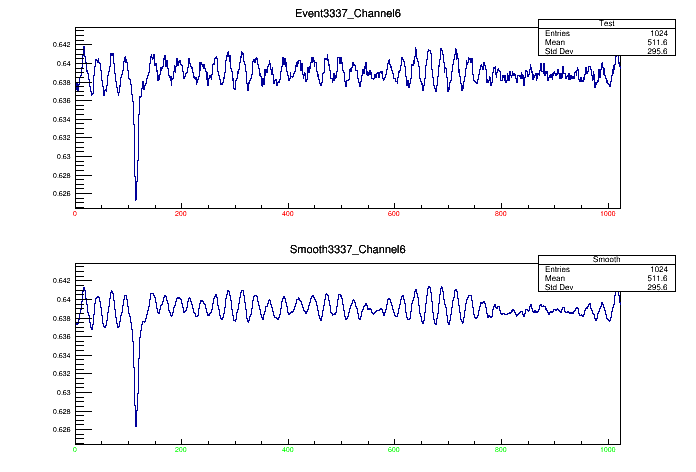 Event3337_Channel6
Test
Entries 1024
Mean 511.6
Std Dev 295.6
0.642
0.64
0.638
0.636
0.634
0.632
0.63
0.628
0.626
0 200 400 600 800 1000
Smooth3337_Channel6
Smooth
Entries 1024
Mean 511.6
Std Dev 295.6
0.642
0.64
0.638
0.636
0.634
0.632
0.63
0.628
0.626
0 200 400 600 800 1000